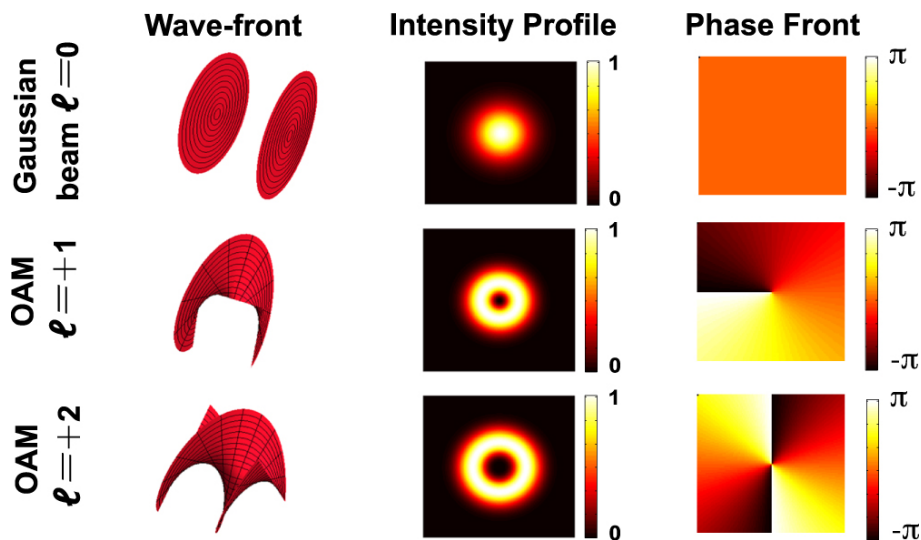 Wave-front
Intensity Profile
Phase Front
Gaussian
beam ℓ=0
1
0
π
-π
OAM
ℓ=+1
1
0
π
-π
OAM
ℓ=+2
1
0
π
-π